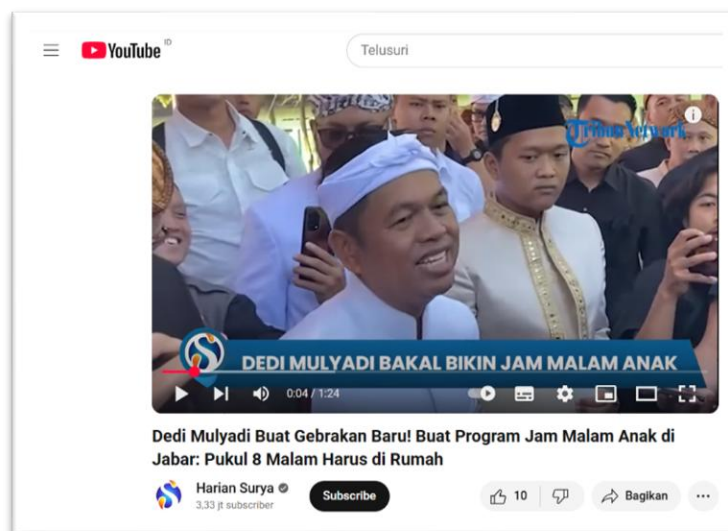 YouTube ID
Telusuri
Tribun Network
DEDI MULYADI BAKAL BIKIN JAM MALAM ANAK
0:04 / 1:24
Dedi Mulyadi Buat Gebrakan Baru! Buat Program Jam Malam Anak di
Jabar: Pukul 8 Malam Harus di Rumah
Harian Surya
3,33 jt subscriber
Subscribe
10
Bagikan